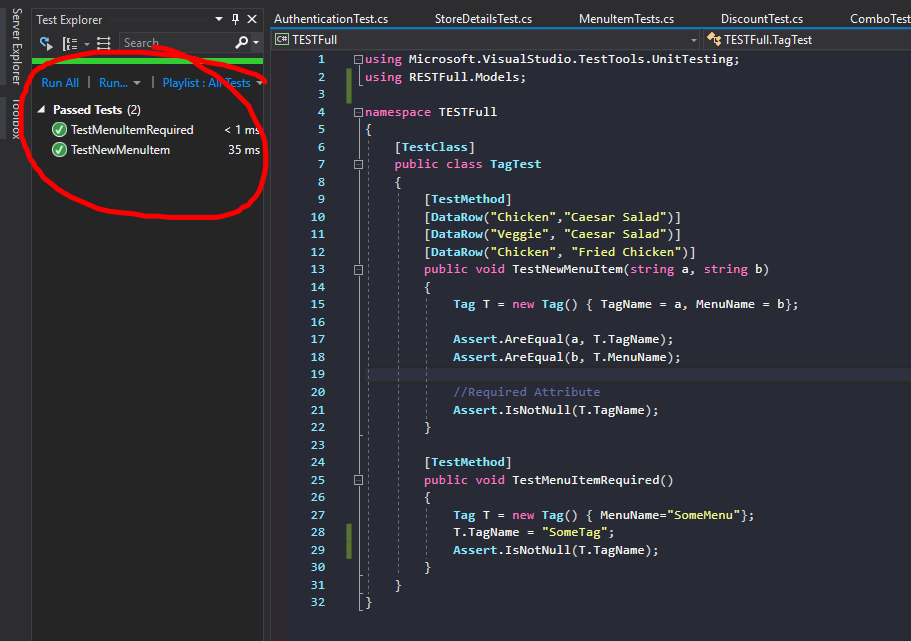 Server Explorer
Toolbox
Test Explorer
Search
Run All | Run... | Playlist : All Tests
Passed Tests (2)
TestMenuItemRequired < 1 ms
TestNewMenuItem 35 ms
AuthenticationTest.cs StoreDetailsTest.cs MenuItemTests.cs DiscountTest.cs ComboTest
C# TESTFull TESTFull.TagTest
1 using Microsoft.VisualStudio.TestTools.UnitTesting;
2 using RESTFull.Models;
3
4 namespace TESTFull
5 {
6 [TestClass]
7 public class TagTest
8 {
9 [TestMethod]
10 [DataRow("Chicken","Caesar Salad")]
11 [DataRow("Veggie", "Caesar Salad")]
12 [DataRow("Chicken", "Fried Chicken")]
13 public void TestNewMenuItem(string a, string b)
14 {
15 Tag T = new Tag() { TagName = a, MenuName = b};
16
17 Assert.AreEqual(a, T.TagName);
18 Assert.AreEqual(b, T.MenuName);
19
20 //Required Attribute
21 Assert.IsNotNull(T.TagName);
22 }
23
24 [TestMethod]
25 public void TestMenuItemRequired()
26 {
27 Tag T = new Tag() { MenuName="SomeMenu"};
28 T.TagName = "SomeTag";
29 Assert.IsNotNull(T.TagName);
30 }
31 }
32 }